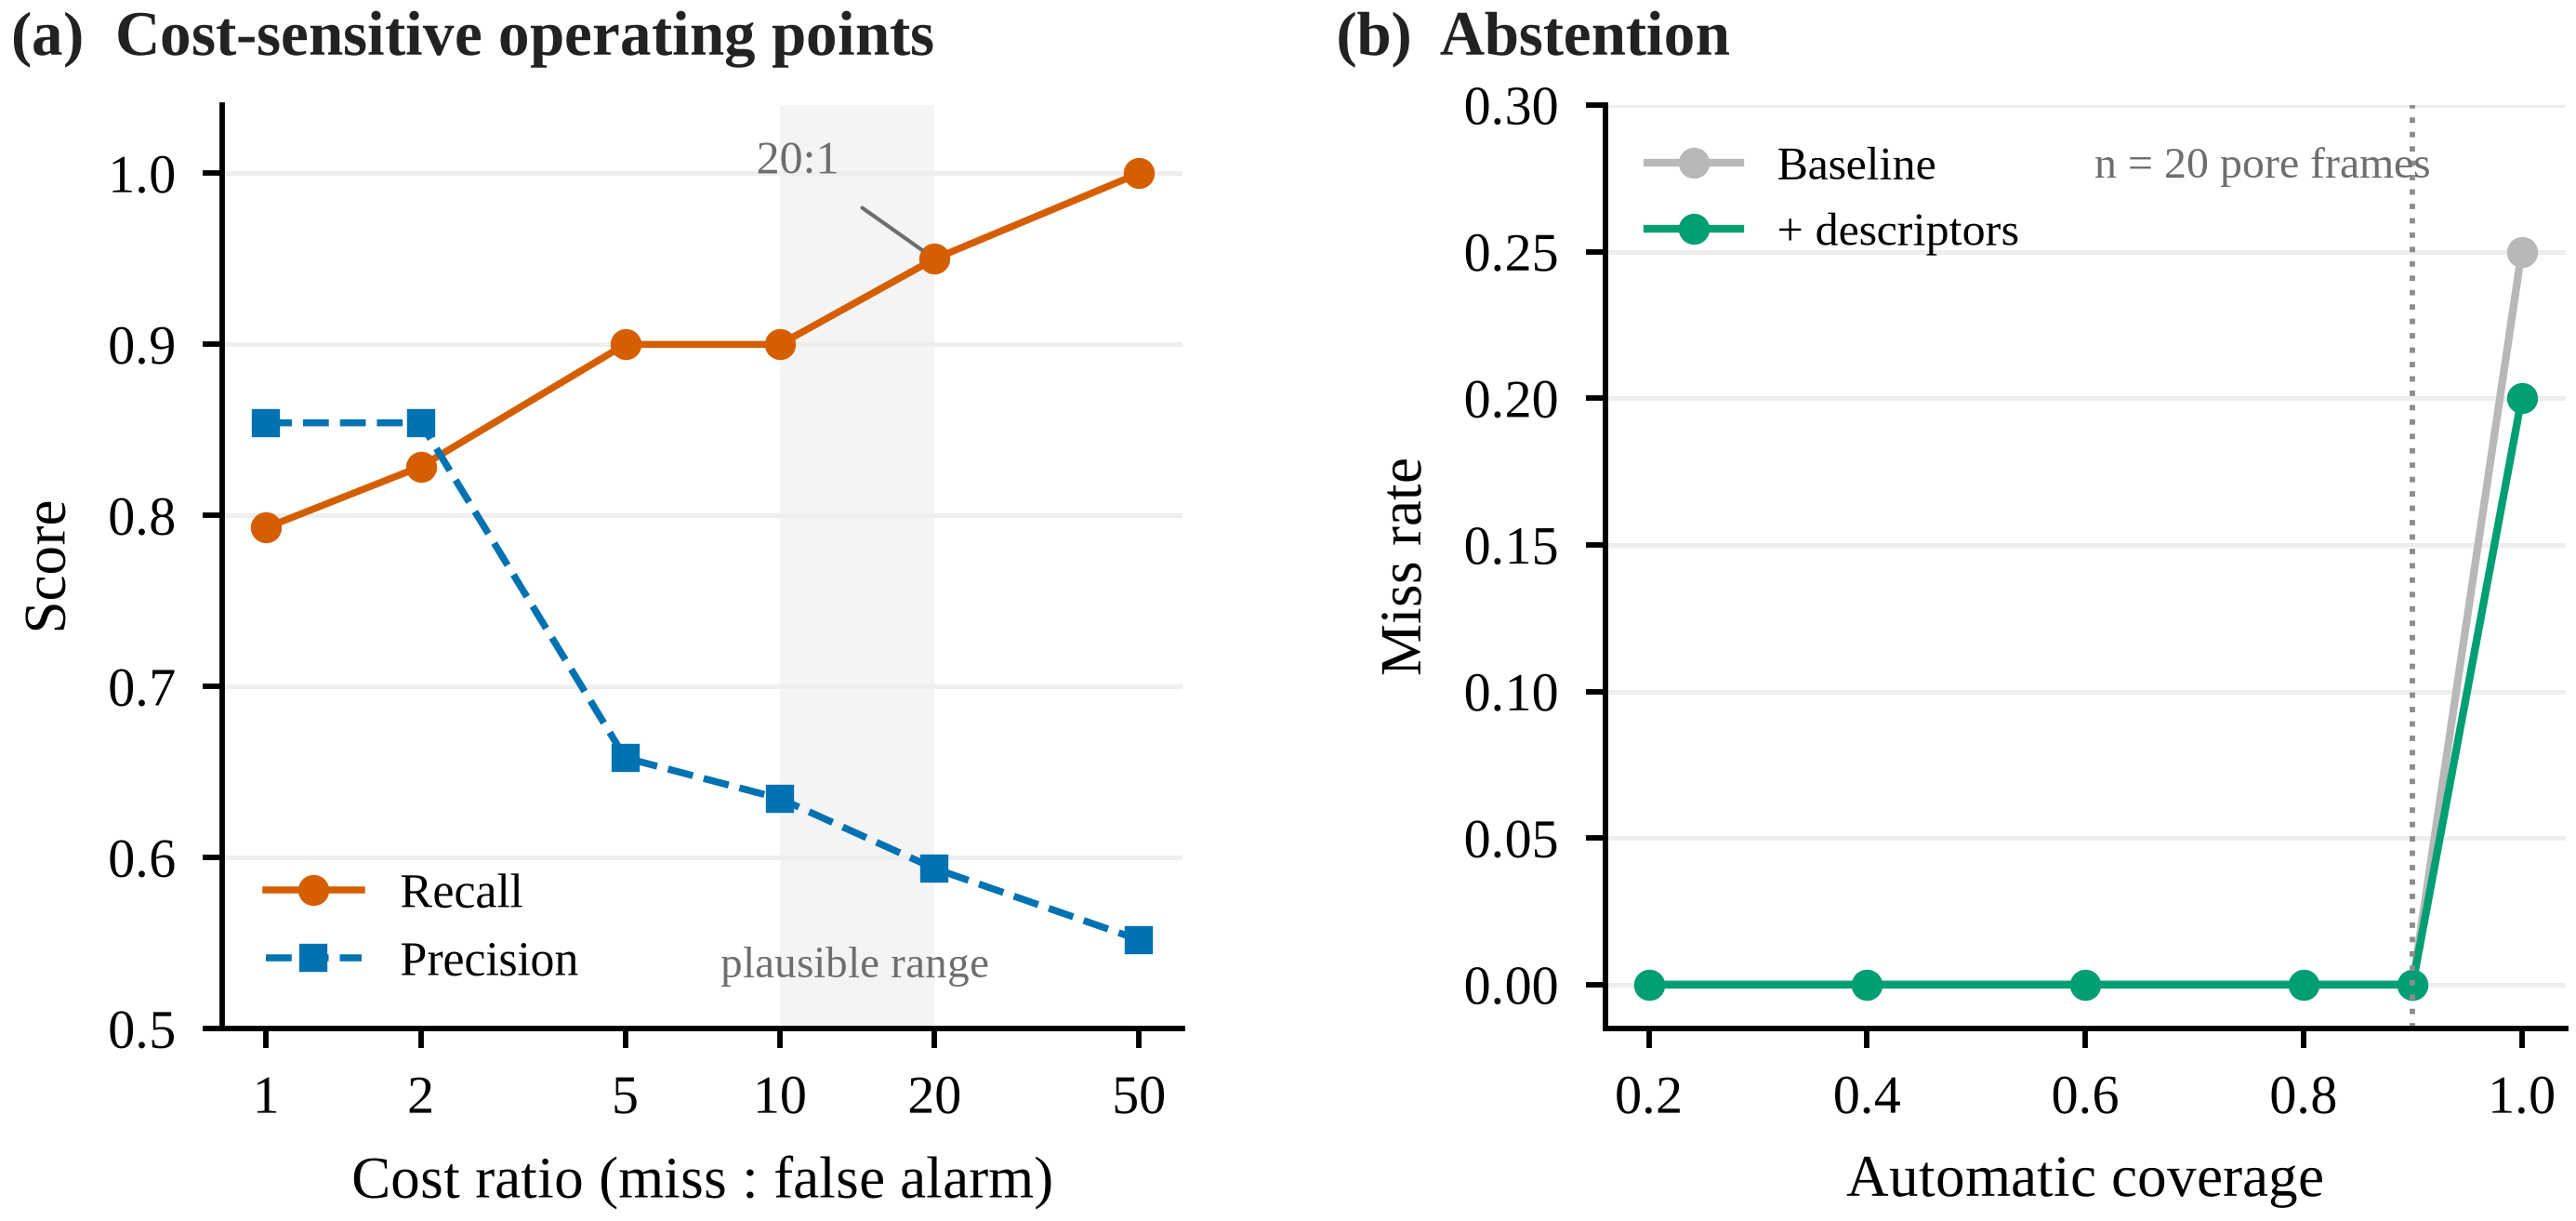 (a) Cost-sensitive operating points
1.0
0.9
0.8
0.7
0.6
0.5
Score
20:1
Recall
Precision
plausible range
1 2 5 10 20 50
Cost ratio (miss : false alarm)
(b) Abstention
0.30
0.25
0.20
0.15
0.10
0.05
0.00
Miss rate
Baseline
+ descriptors
n = 20 pore frames
0.2 0.4 0.6 0.8 1.0
Automatic coverage